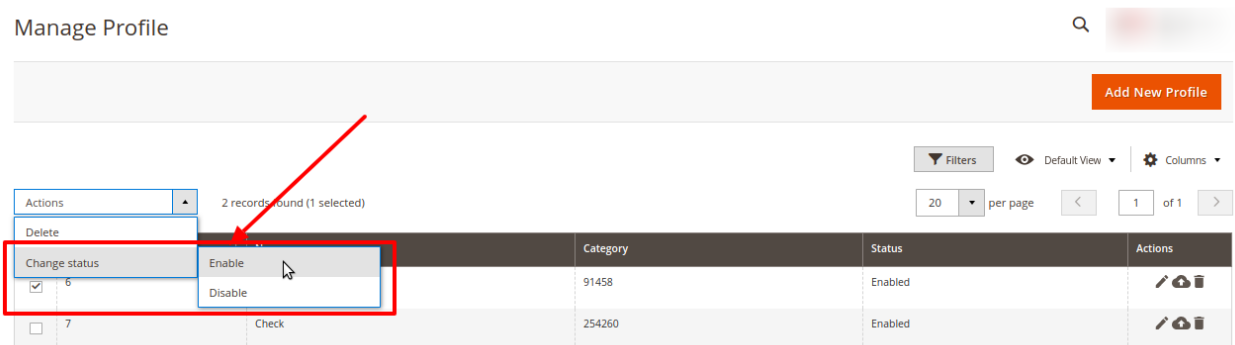 Manage Profile
Add New Profile
Filters
Default View
Columns
Actions
2 records found (1 selected)
20
per page
1
of 1
Delete
Category
Status
Actions
Change status
Enable
6
91458
Enabled
Disable
7
Check
254260
Enabled